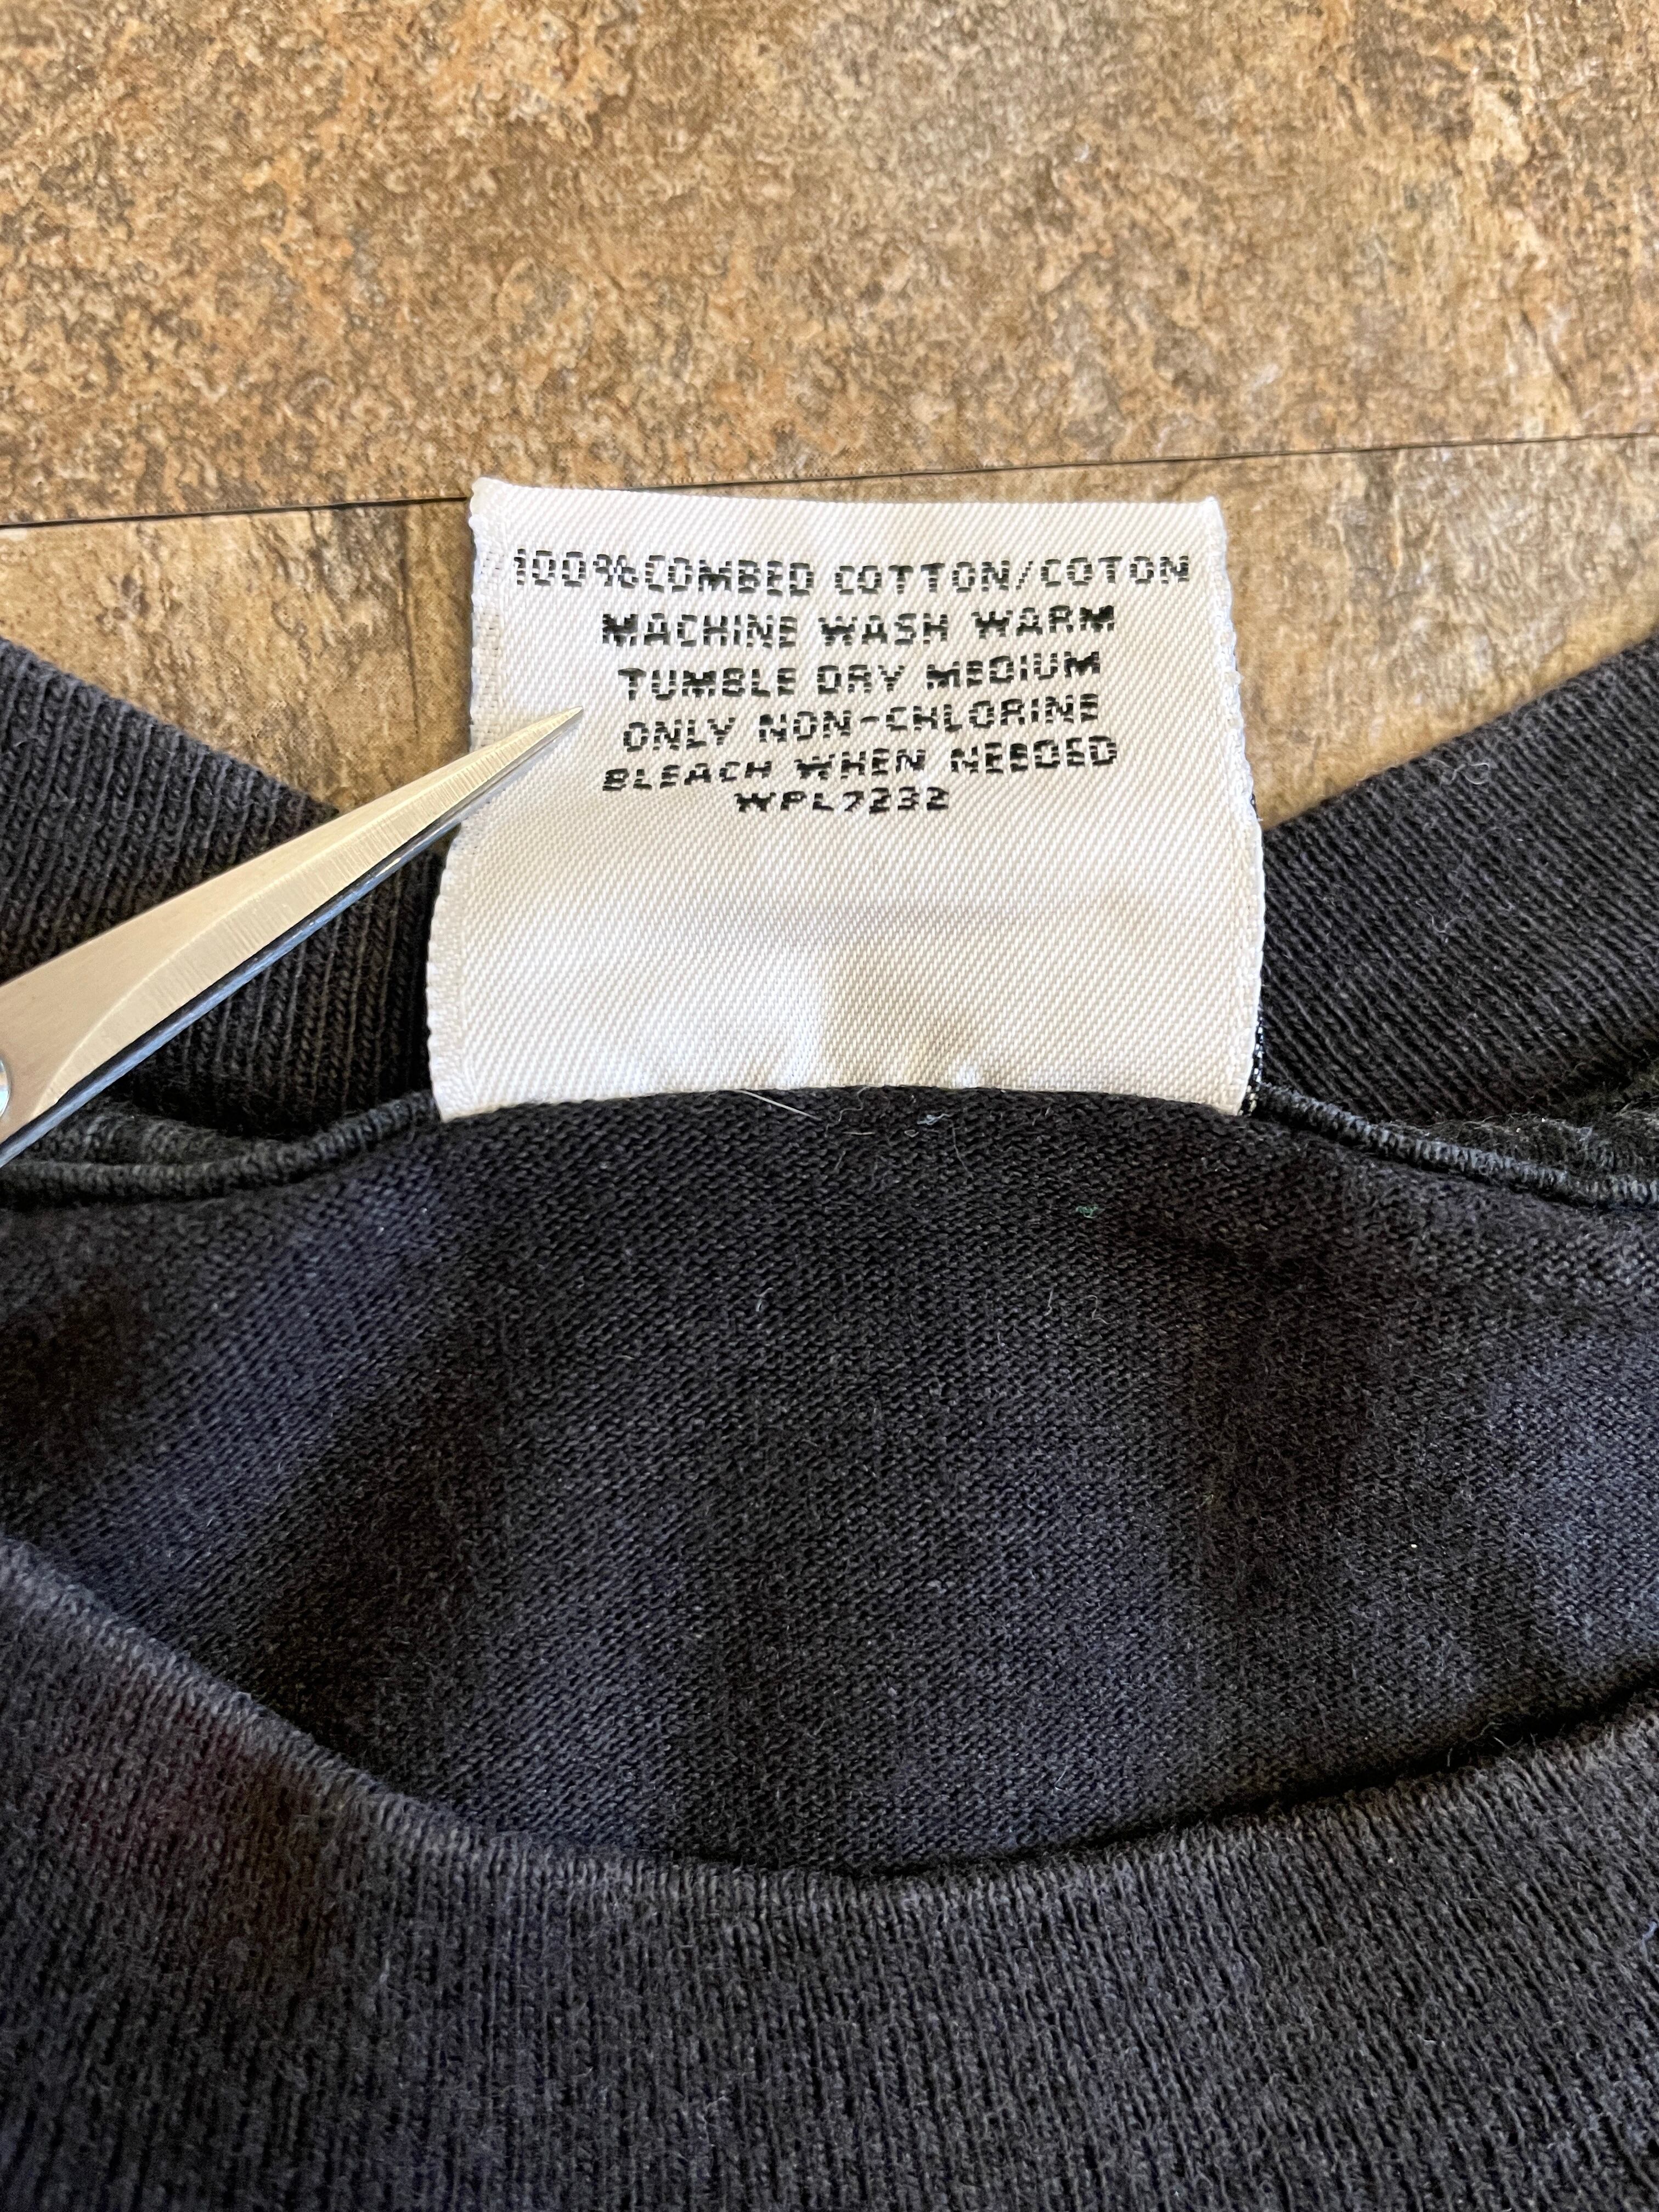 100% COMBED COTTON/COTON
MACHINE WASH WARM
TUMBLE DRY MEDIUM
ONLY NON-CHLORINE
BLEACH WHEN NEEDED
WPL7232